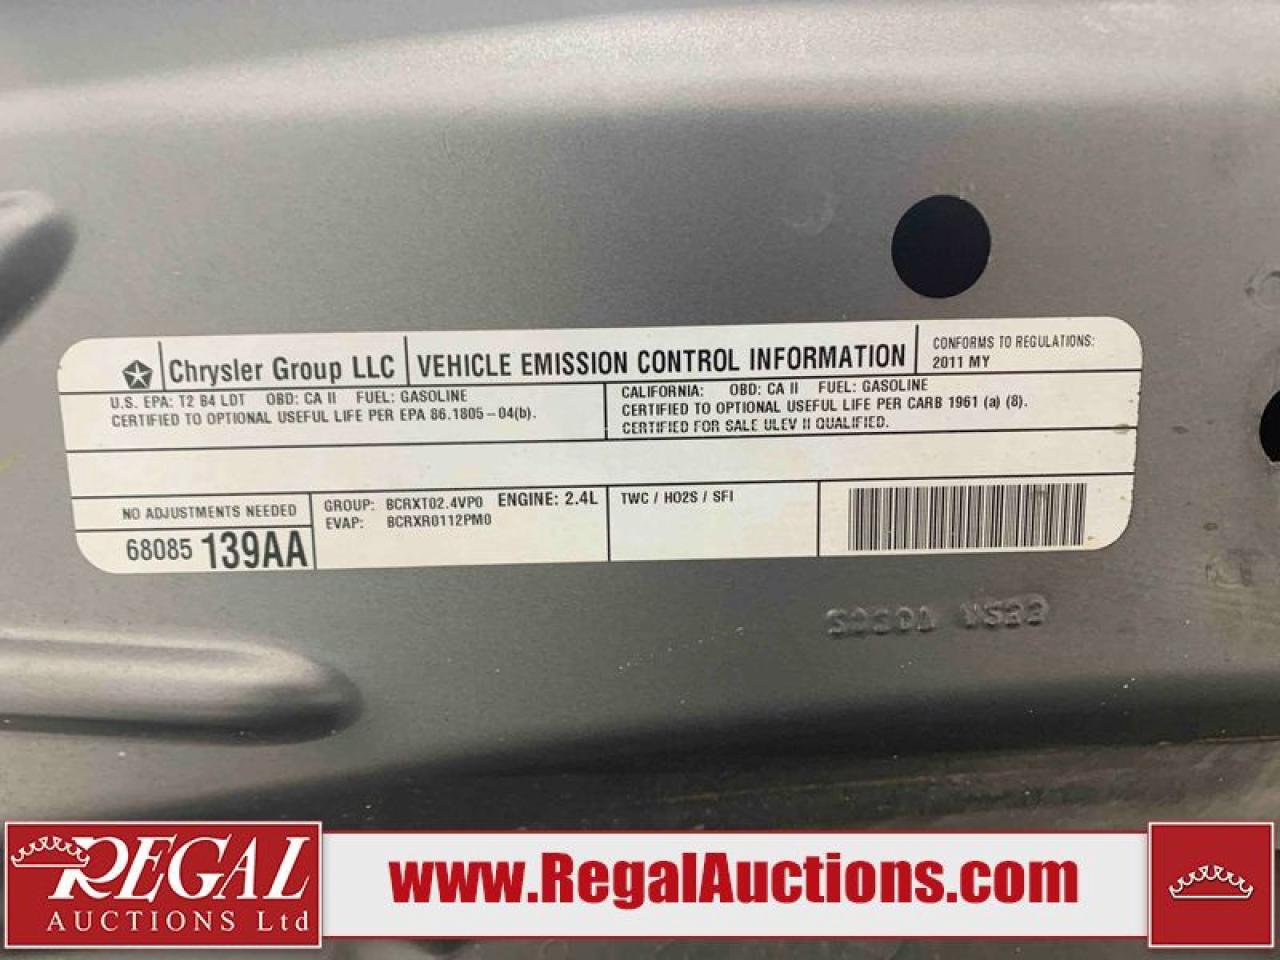 Chrysler Group LLC
VEHICLE EMISSION CONTROL INFORMATION
CONFORMS TO REGULATIONS:
2011 MY
U.S. EPA: T2 B4 LDT OBD: CA II FUEL: GASOLINE
CERTIFIED TO OPTIONAL USEFUL LIFE PER EPA 86.1805-04(b).
CALIFORNIA: OBD: CA II FUEL: GASOLINE
CERTIFIED TO OPTIONAL USEFUL LIFE PER CARB 1961 (a) (8).
CERTIFIED FOR SALE ULEV II QUALIFIED.
NO ADJUSTMENTS NEEDED
68085 139AA
GROUP: BCRXT02.4VP0 ENGINE: 2.4L
EVAP: BCRXR0112PM0
TWC / HO2S / SFI
REGAL
AUCTIONS Ltd
www.RegalAuctions.com